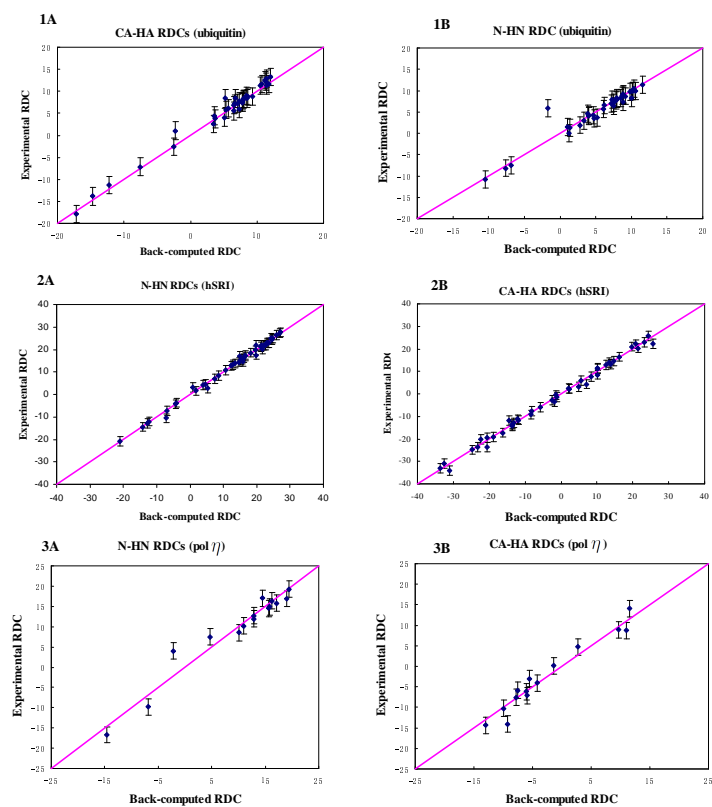 1A
CA-HA RDCs (ubiquitin)
Experimental RDC
20
15
10
5
0
-5
-10
-15
-20
-20 -10 0 10 20
Back-computed RDC
1B
N-HN RDC (ubiquitin)
Experimental RDC
20
15
10
5
0
-5
-10
-15
-20
-20 -15 -10 -5 0 5 10 15 20
Back-computed RDC
2A
N-HN RDCs (hSRI)
Experimental RDC
40
30
20
10
0
-10
-20
-30
-40
-40 -30 -20 -10 0 10 20 30 40
Back-computed RDC
2B
CA-HA RDCs (hSRI)
Experimental RDC
40
30
20
10
0
-10
-20
-30
-40
-40 -20 0 20 40
Back-computed RDC
3A
N-HN RDCs (pol η)
Experimental RDC
25
20
15
10
5
0
-5
-10
-15
-20
-25
-25 -15 -5 5 15 25
Back-computed RDC
3B
CA-HA RDCs (pol η)
Experimental RDC
25
20
15
10
5
0
-5
-10
-15
-20
-25
-25 -15 -5 5 15 25
Back-computed RDC